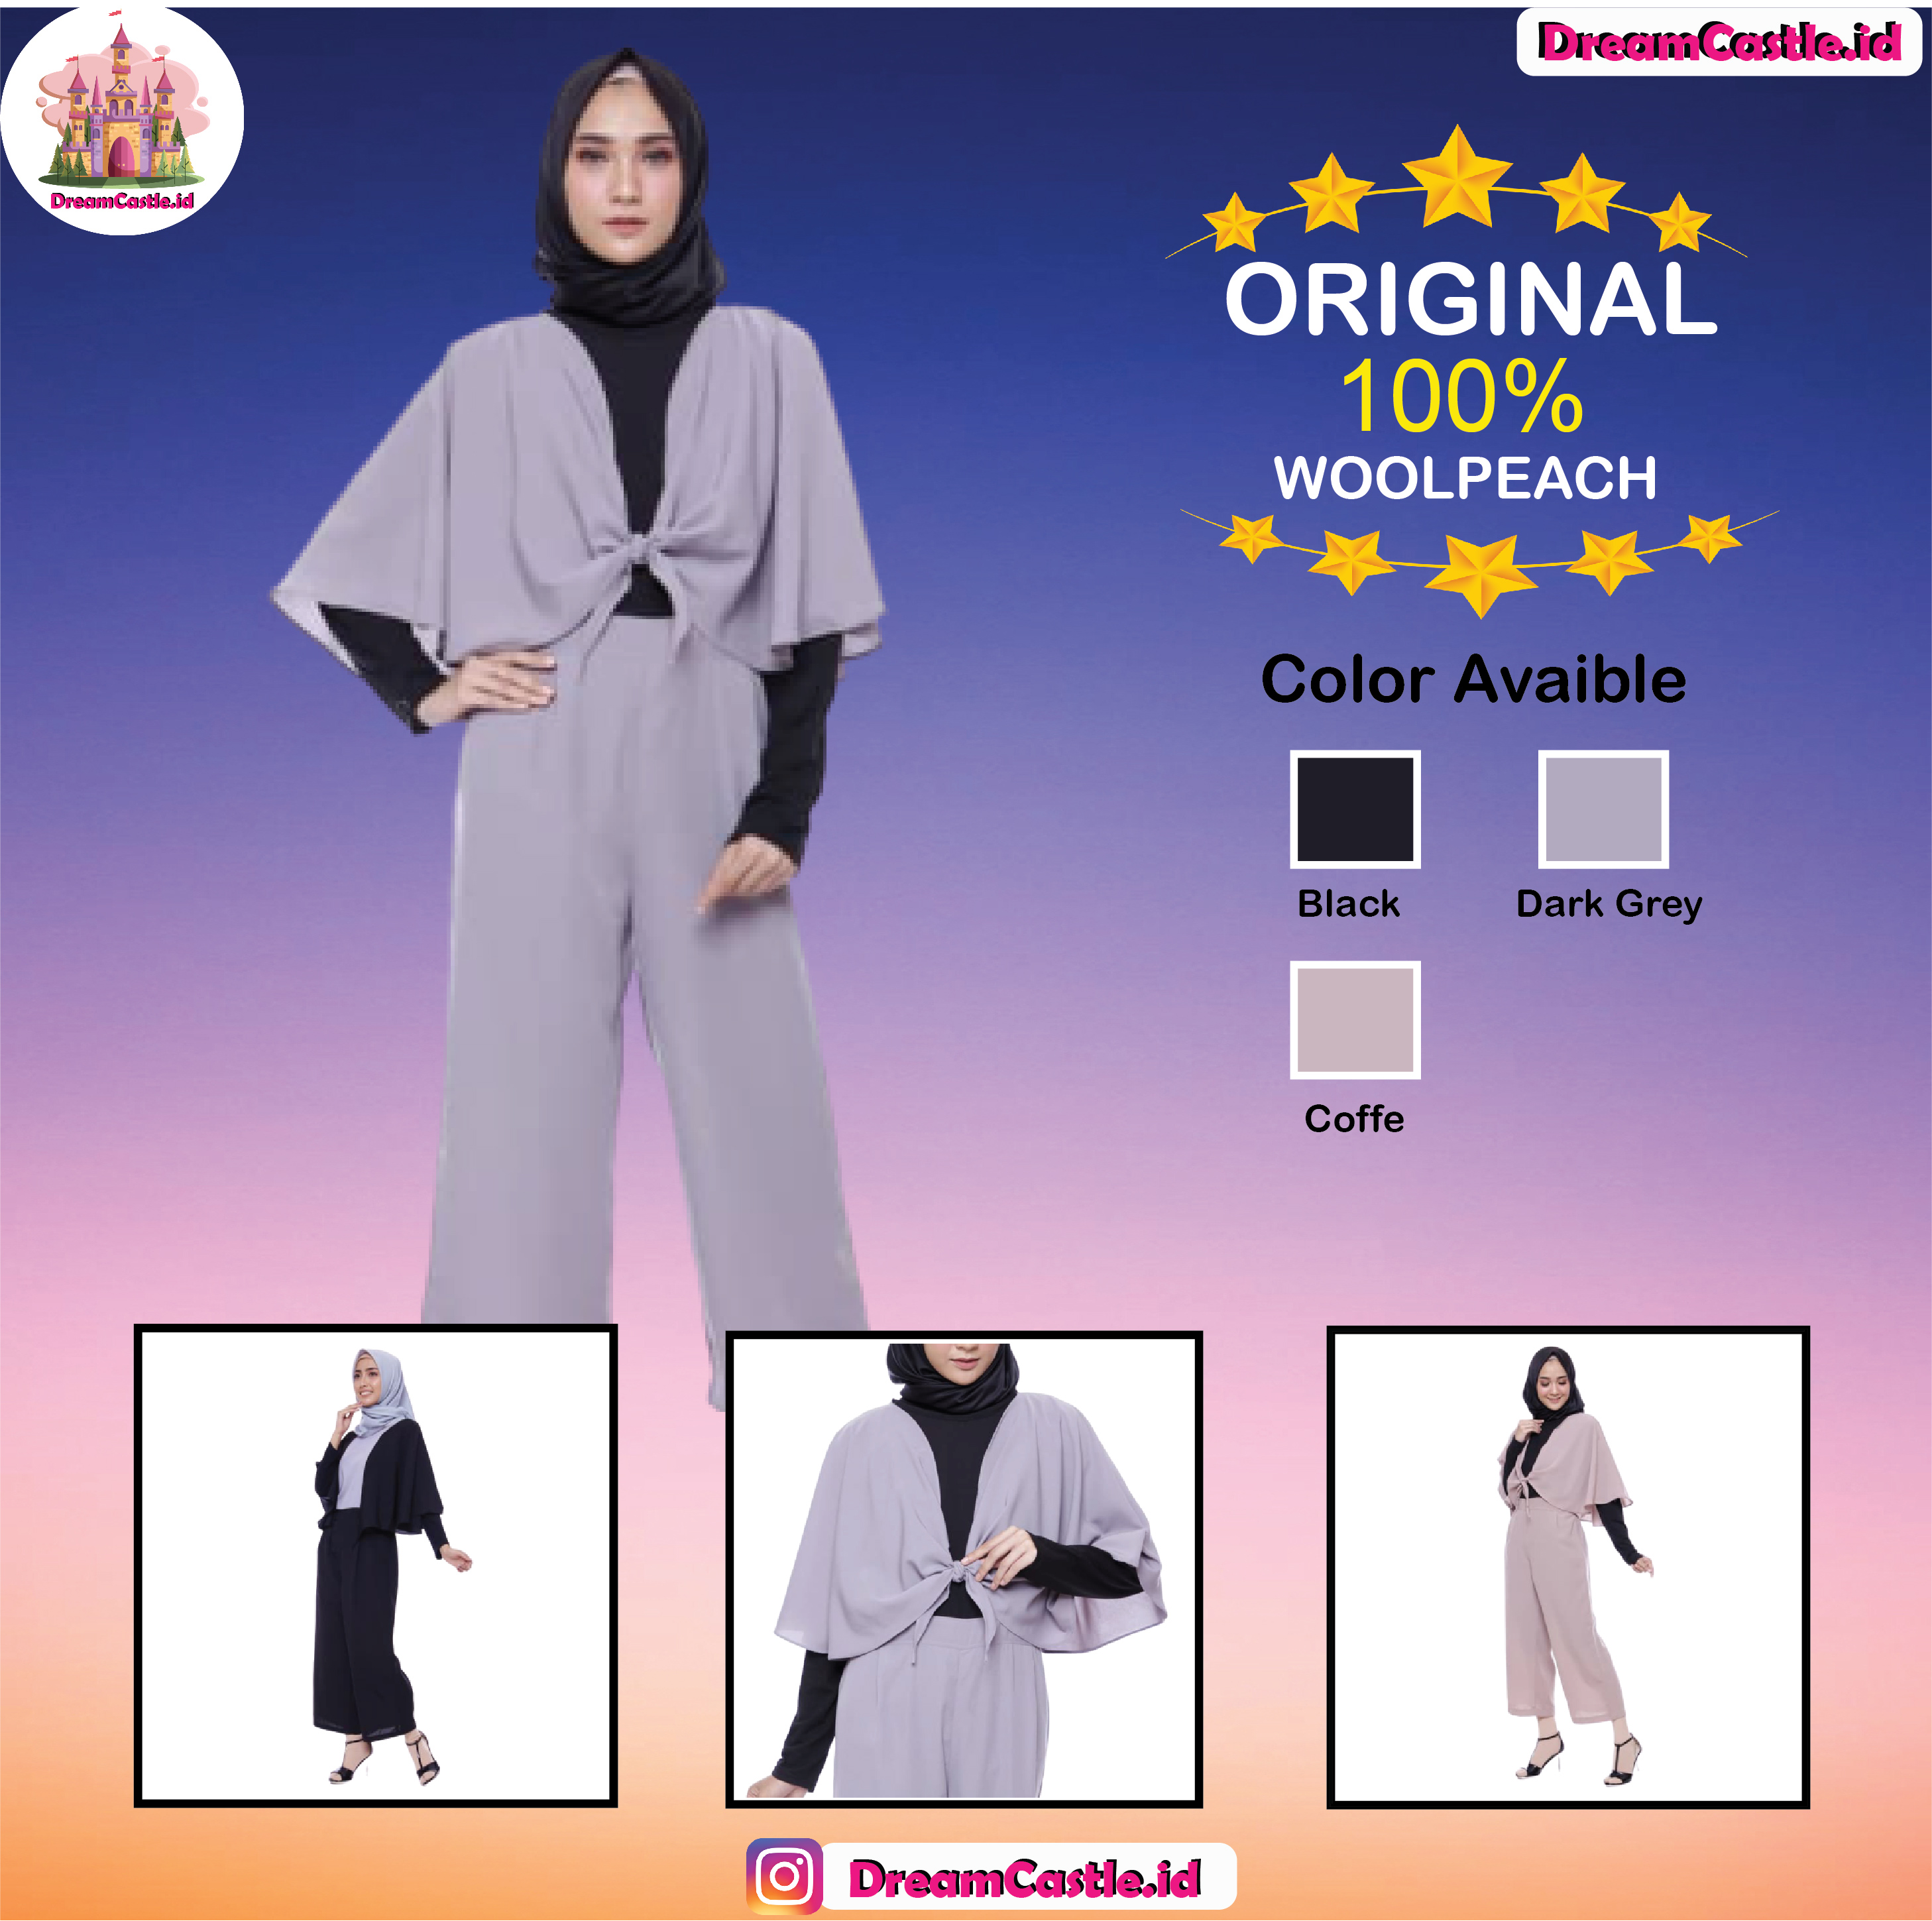 DreamCastle.id
DreamCastle.id
ORIGINAL
100%
WOOLPEACH
Color Avaible
Black
Dark Grey
Coffe
DreamCastle.id